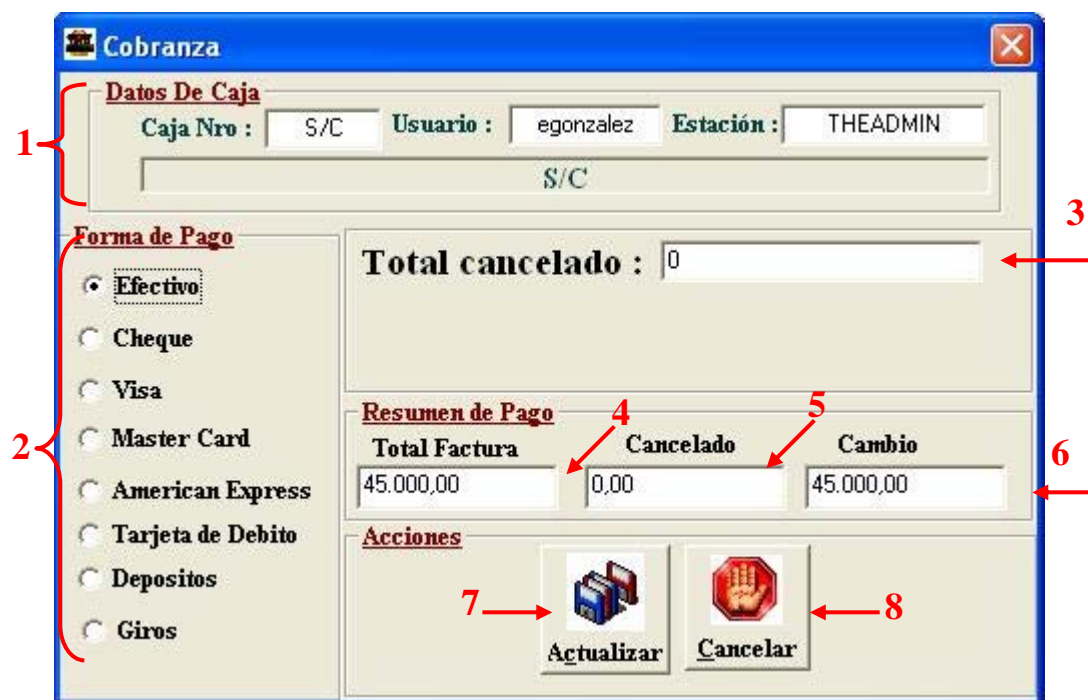 Cobranza
Datos De Caja
1
Caja Nro : S/C Usuario : egonzalez Estación : THEADMIN
S/C
3
Forma de Pago
Total cancelado : 0
Efectivo
Cheque
Visa
Master Card
American Express
Tarjeta de Debito
Depositos
Giros
2
Resumen de Pago
4
5
6
Total Factura Cancelado Cambio
45.000,00 0,00 45.000,00
Acciones
7
8
Actualizar Cancelar